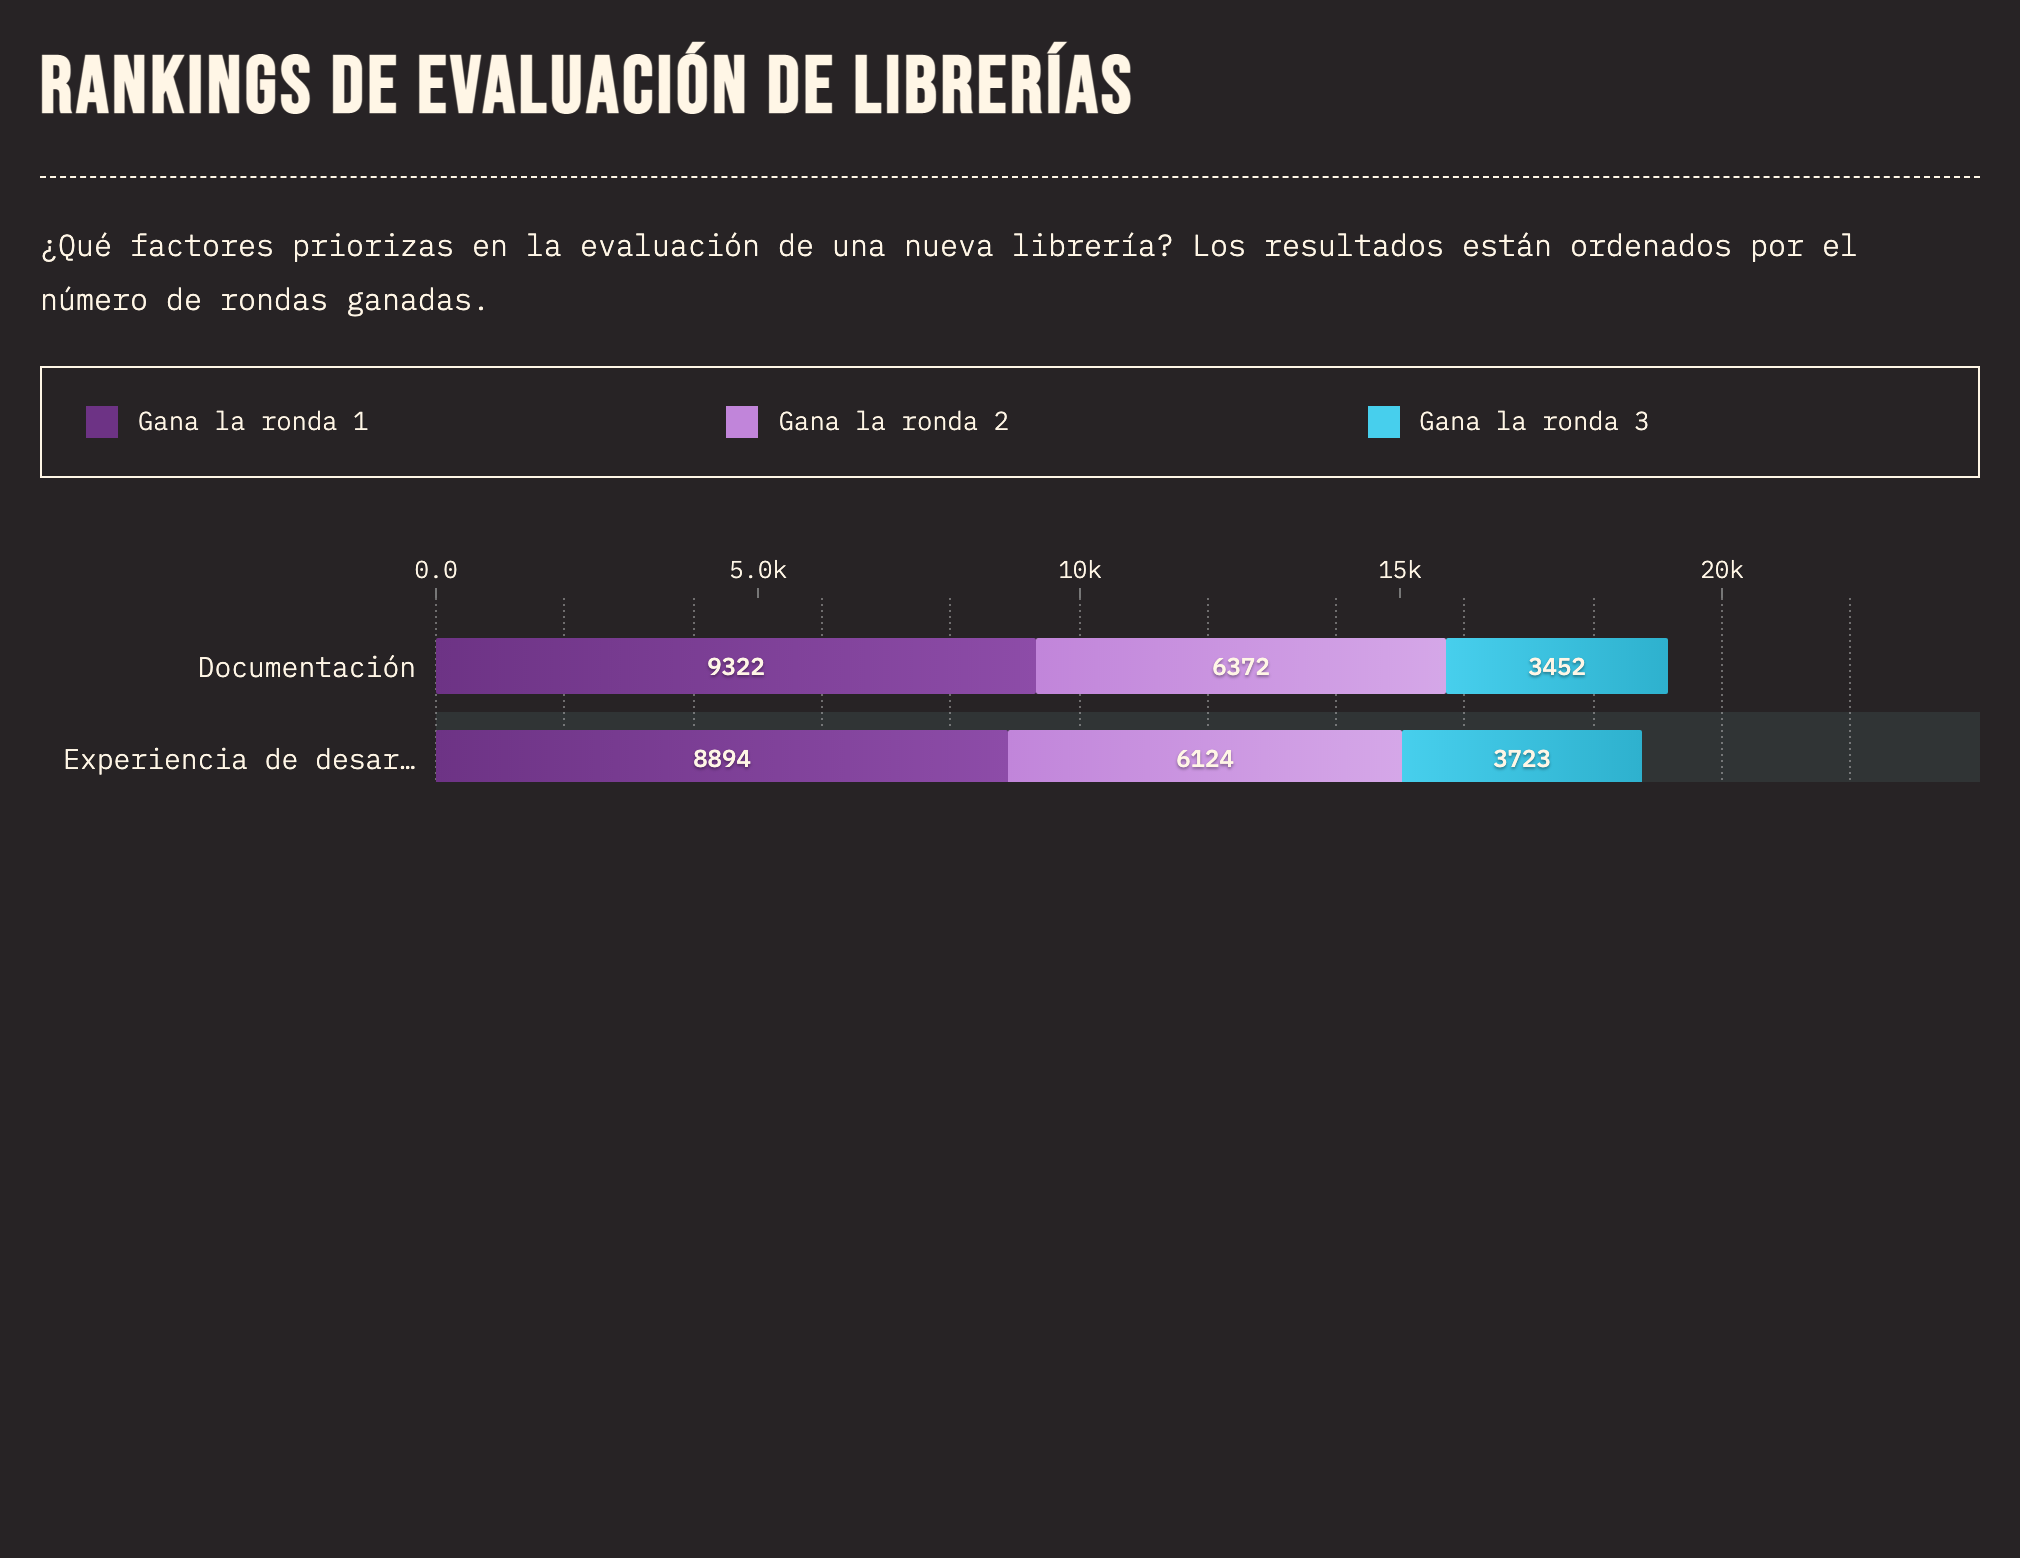 RANKINGS DE EVALUACIÓN DE LIBRERÍAS
¿Qué factores priorizas en la evaluación de una nueva librería? Los resultados están ordenados por el
número de rondas ganadas.
Gana la ronda 1
Gana la ronda 2
Gana la ronda 3
0.0 5.0k 10k 15k 20k
Documentación 9322 6372 3452
Experiencia de desar… 8894 6124 3723